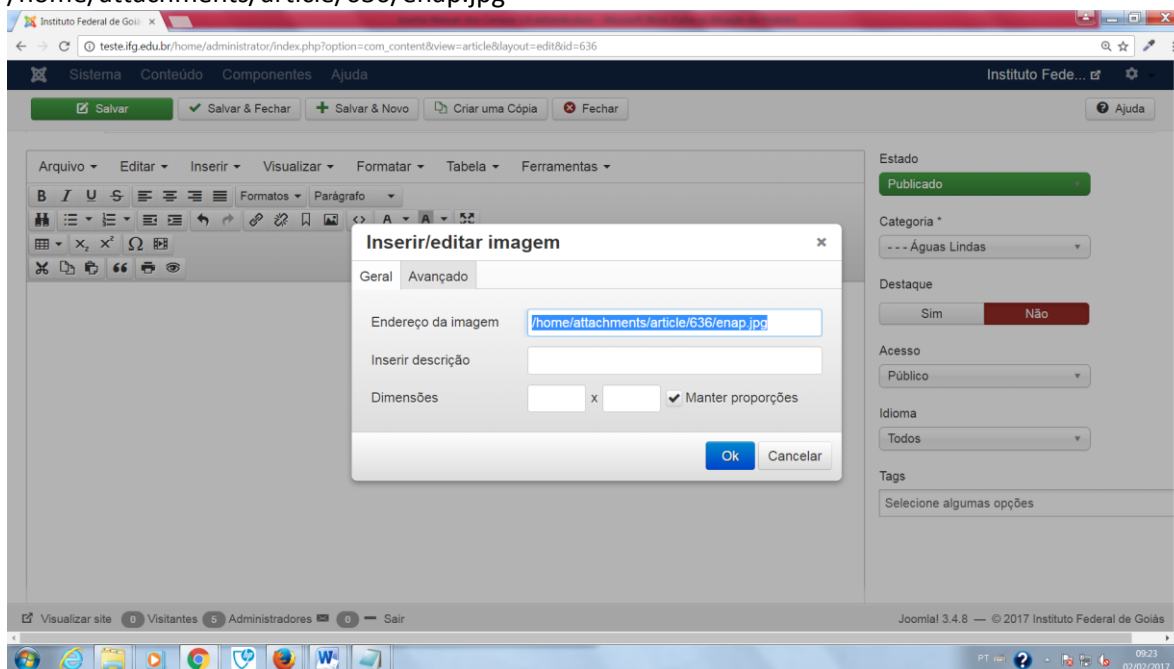 /home/attachments/article/636/enap.jpg
Instituto Federal de Goiá
teste.ifg.edu.br/home/administrator/index.php?option=com_content&view=article&layout=edit&id=636
Sistema Conteúdo Componentes Ajuda Instituto Fede...
Salvar Salvar & Fechar Salvar & Novo Criar uma Cópia Fechar Ajuda
Arquivo Editar Inserir Visualizar Formatar Tabela Ferramentas
Formatos Parágrafo
Inserir/editar imagem
Geral Avançado
Endereço da imagem /home/attachments/article/636/enap.jpg
Inserir descrição
Dimensões x Manter proporções
Ok Cancelar
Estado
Publicado
Categoria *
- - - Águas Lindas
Destaque
Sim Não
Acesso
Público
Idioma
Todos
Tags
Selecione algumas opções
Visualizar site 0 Visitantes 5 Administradores 0 Sair Joomla! 3.4.8 — © 2017 Instituto Federal de Goiás
PT 09:23
02/02/2017